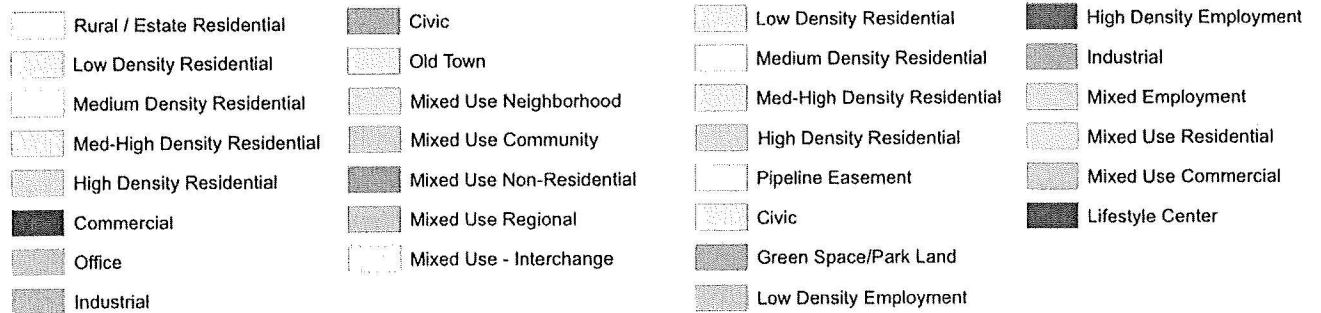 Rural / Estate Residential
Low Density Residential
Medium Density Residential
Med-High Density Residential
High Density Residential
Commercial
Office
Industrial
Civic
Old Town
Mixed Use Neighborhood
Mixed Use Community
Mixed Use Non-Residential
Mixed Use Regional
Mixed Use - Interchange
Low Density Residential
Medium Density Residential
Med-High Density Residential
High Density Residential
Pipeline Easement
Civic
Green Space/Park Land
Low Density Employment
High Density Employment
Industrial
Mixed Employment
Mixed Use Residential
Mixed Use Commercial
Lifestyle Center